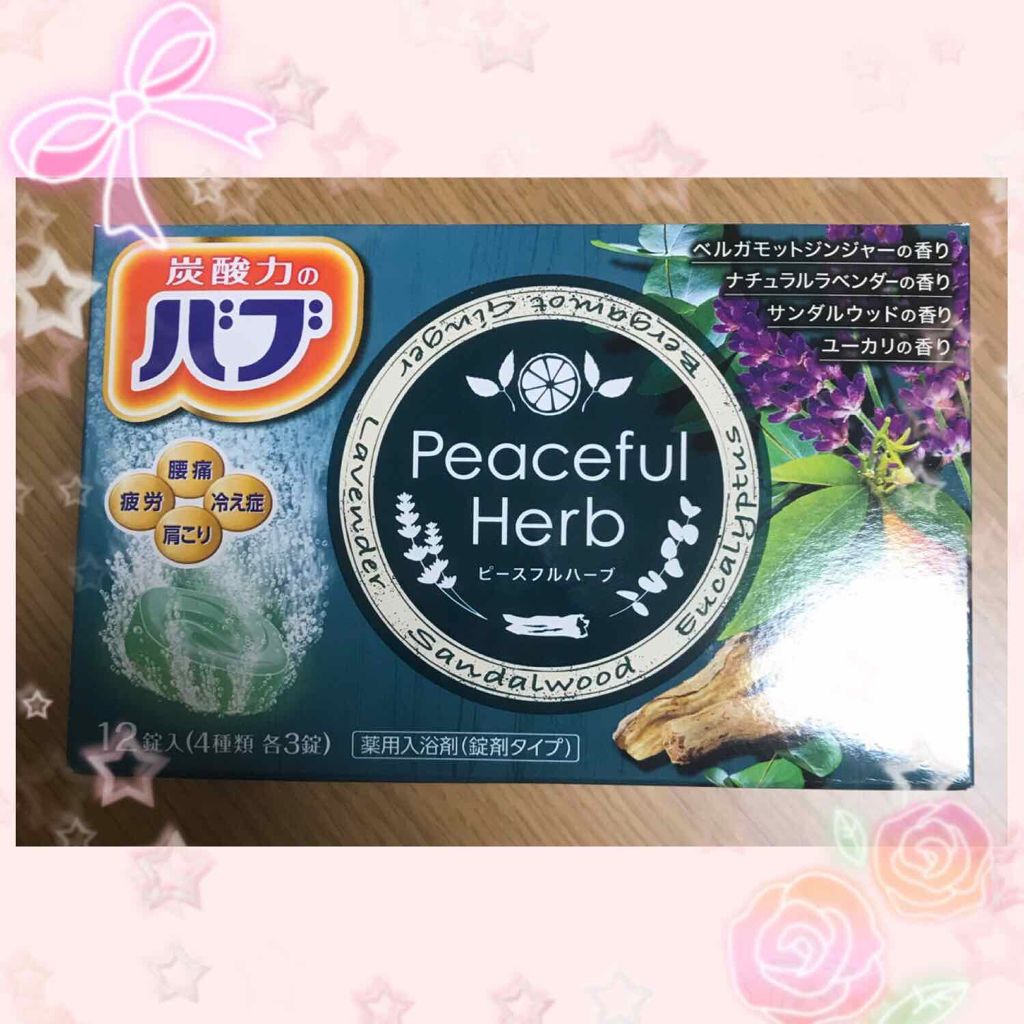 炭酸力の
バブ
腰痛
疲労
冷え症
肩こり
ベルガモットジンジャーの香り
ナチュラルラベンダーの香り
サンダルウッドの香り
ユーカリの香り
Bergamot Ginger
Lavender
Eucalyptus
Sandalwood
Peaceful
Herb
ピースフルハーブ
12錠入(4種類 各3錠)
薬用入浴剤(錠剤タイプ)